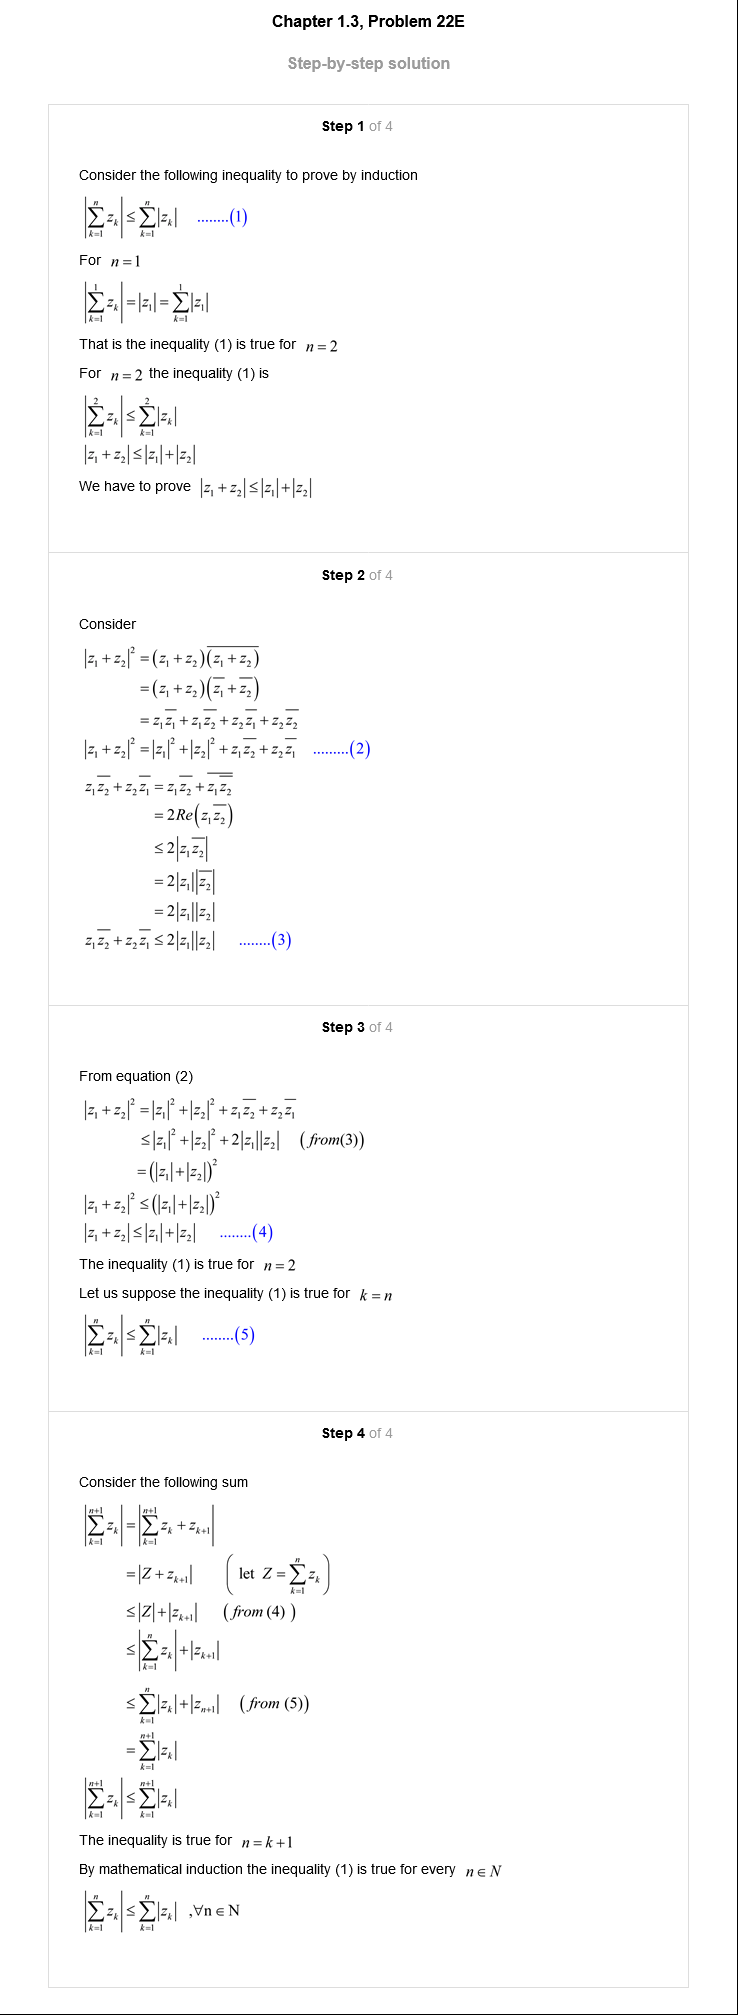 Chapter 1.3, Problem 22E
Step-by-step solution
Step 1 of 4
Consider the following inequality to prove by induction
$\left|\sum_{k=1}^{n} z_k\right| \le \sum_{k=1}^{n} |z_k|$ ........(1)
For $n=1$
$\left|\sum_{k=1}^{1} z_k\right| = |z_1| = \sum_{k=1}^{1} |z_1|$
That is the inequality (1) is true for $n=2$
For $n=2$ the inequality (1) is
$\left|\sum_{k=1}^{2} z_k\right| \le \sum_{k=1}^{2} |z_k|$
$|z_1+z_2| \le |z_1|+|z_2|$
We have to prove $|z_1+z_2| \le |z_1|+|z_2|$
Step 2 of 4
Consider
$|z_1+z_2|^2 = (z_1+z_2)\overline{(z_1+z_2)}$
$=(z_1+z_2)(\overline{z_1}+\overline{z_2})$
$=z_1\overline{z_1}+z_1\overline{z_2}+z_2\overline{z_1}+z_2\overline{z_2}$
$|z_1+z_2|^2 = |z_1|^2+|z_2|^2+z_1\overline{z_2}+z_2\overline{z_1}$ .........(2)
$z_1\overline{z_2}+z_2\overline{z_1} = z_1\overline{z_2}+\overline{z_1\overline{z_2}}$
$=2Re(z_1\overline{z_2})$
$\le 2|z_1\overline{z_2}|$
$=2|z_1||\overline{z_2}|$
$=2|z_1||z_2|$
$z_1\overline{z_2}+z_2\overline{z_1} \le 2|z_1||z_2|$ ........(3)
Step 3 of 4
From equation (2)
$|z_1+z_2|^2 = |z_1|^2+|z_2|^2+z_1\overline{z_2}+z_2\overline{z_1}$
$\le |z_1|^2+|z_2|^2+2|z_1||z_2|$ (from(3))
$=(|z_1|+|z_2|)^2$
$|z_1+z_2|^2 \le (|z_1|+|z_2|)^2$
$|z_1+z_2| \le |z_1|+|z_2|$ ........(4)
The inequality (1) is true for $n=2$
Let us suppose the inequality (1) is true for $k=n$
$\left|\sum_{k=1}^{n} z_k\right| \le \sum_{k=1}^{n} |z_k|$ ........(5)
Step 4 of 4
Consider the following sum
$\left|\sum_{k=1}^{n+1} z_k\right| = \left|\sum_{k=1}^{n+1} z_k + z_{k+1}\right|$
$=|Z+z_{k+1}|$ $\left(\text{let } Z=\sum_{k=1}^{n} z_k\right)$
$\le |Z|+|z_{k+1}|$ (from (4) )
$\le \left|\sum_{k=1}^{n} z_k\right|+|z_{k+1}|$
$\le \sum_{k=1}^{n} |z_k|+|z_{n+1}|$ (from (5))
$=\sum_{k=1}^{n+1} |z_k|$
$\left|\sum_{k=1}^{n+1} z_k\right| \le \sum_{k=1}^{n+1} |z_k|$
The inequality is true for $n=k+1$
By mathematical induction the inequality (1) is true for every $n \in N$
$\left|\sum_{k=1}^{n} z_k\right| \le \sum_{k=1}^{n} |z_k|$ ,∀n ∈ N